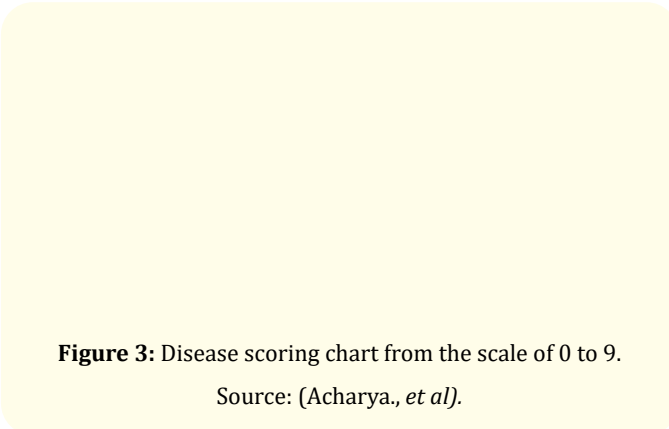 Figure 3: Disease scoring chart from the scale of 0 to 9.
Source: (Acharya., et al).